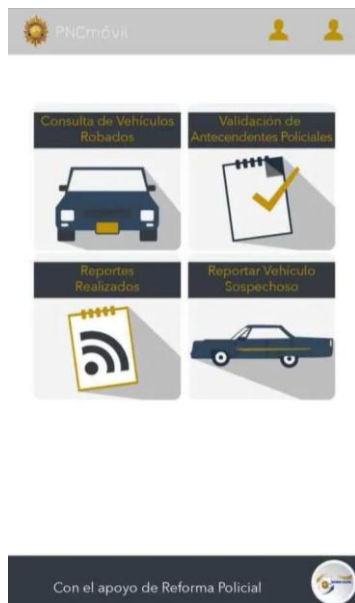 PNCmóvil
Consulta de Vehículos
Robados
Validación de
Antecendentes Policiales
Reportes
Realizados
Reportar Vehículo
Sospechoso
Con el apoyo de Reforma Policial